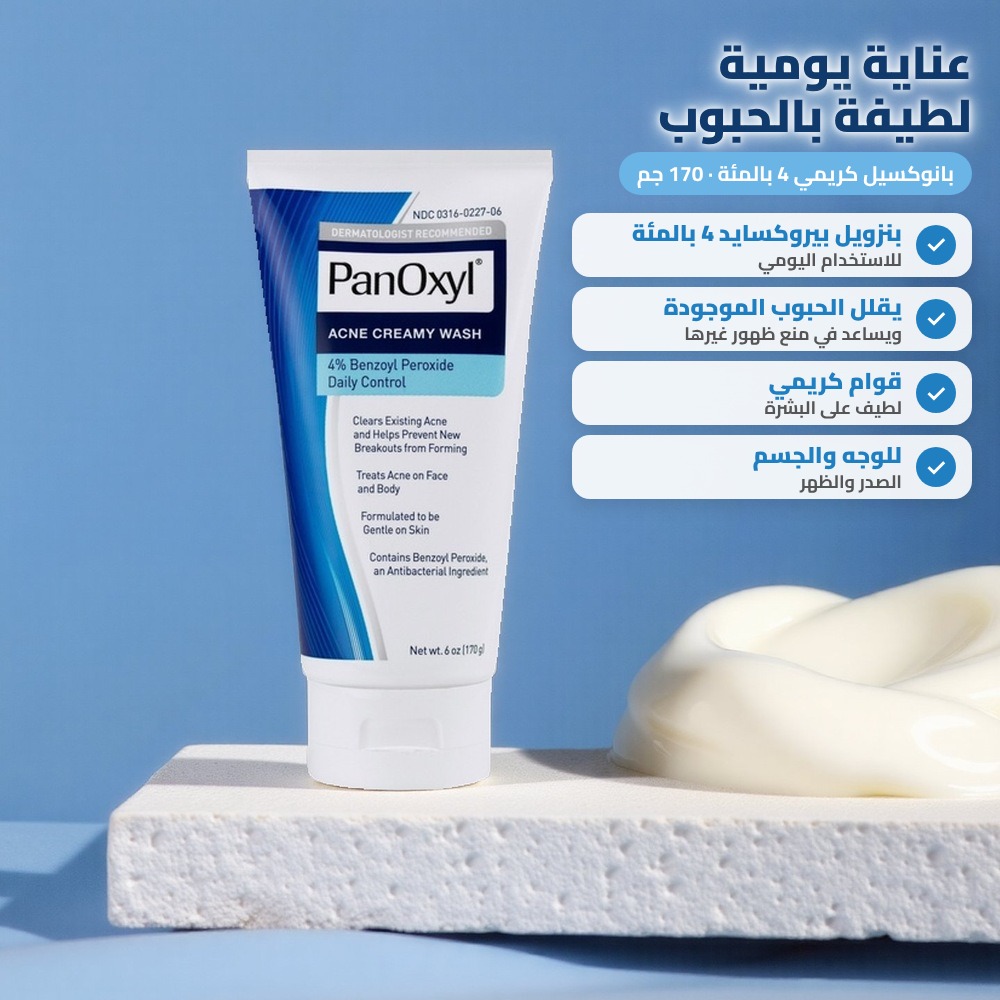 عناية يومية
لطيفة بالحبوب
بانوكسيل كريمي 4 بالمئة · 170 جم
بنزويل بيروكسايد 4 بالمئة
للاستخدام اليومي
يقلل الحبوب الموجودة
ويساعد في منع ظهور غيرها
قوام كريمي
لطيف على البشرة
للوجه والجسم
الصدر والظهر
NDC 0316-0227-06
DERMATOLOGIST RECOMMENDED
PanOxyl®
ACNE CREAMY WASH
4% Benzoyl Peroxide
Daily Control
Clears Existing Acne
and Helps Prevent New
Breakouts from Forming
Treats Acne on Face
and Body
Formulated to be
Gentle on Skin
Contains Benzoyl Peroxide,
an Antibacterial Ingredient
Net wt. 6 oz (170g)